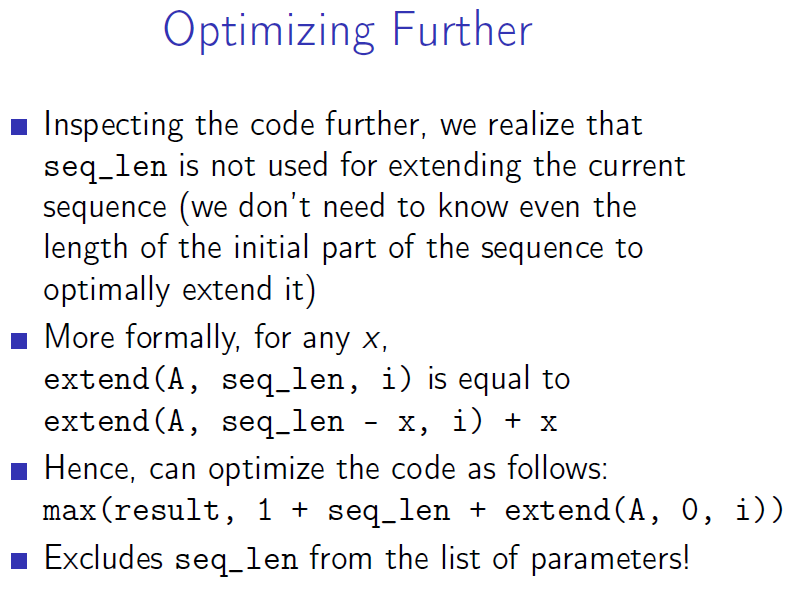 Optimizing Further
Inspecting the code further, we realize that
seq_len is not used for extending the current
sequence (we don't need to know even the
length of the initial part of the sequence to
optimally extend it)
More formally, for any x,
extend(A, seq_len, i) is equal to
extend(A, seq_len - x, i) + x
Hence, can optimize the code as follows:
max(result, 1 + seq_len + extend(A, 0, i))
Excludes seq_len from the list of parameters!